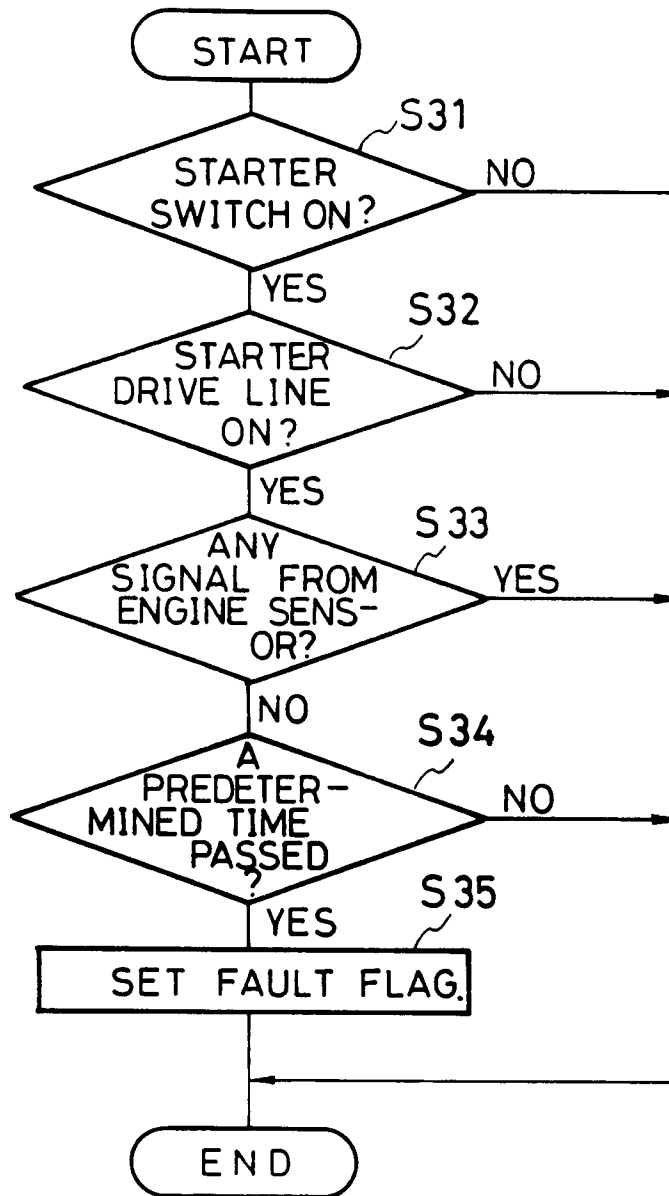 START
S31
STARTER
SWITCH ON?
NO
YES
S32
STARTER
DRIVE LINE
ON?
NO
YES
S33
ANY
SIGNAL FROM
ENGINE SENS-
OR?
YES
NO
S34
A
PREDETER-
MINED TIME
PASSED
?
NO
YES
S35
SET FAULT FLAG.
END